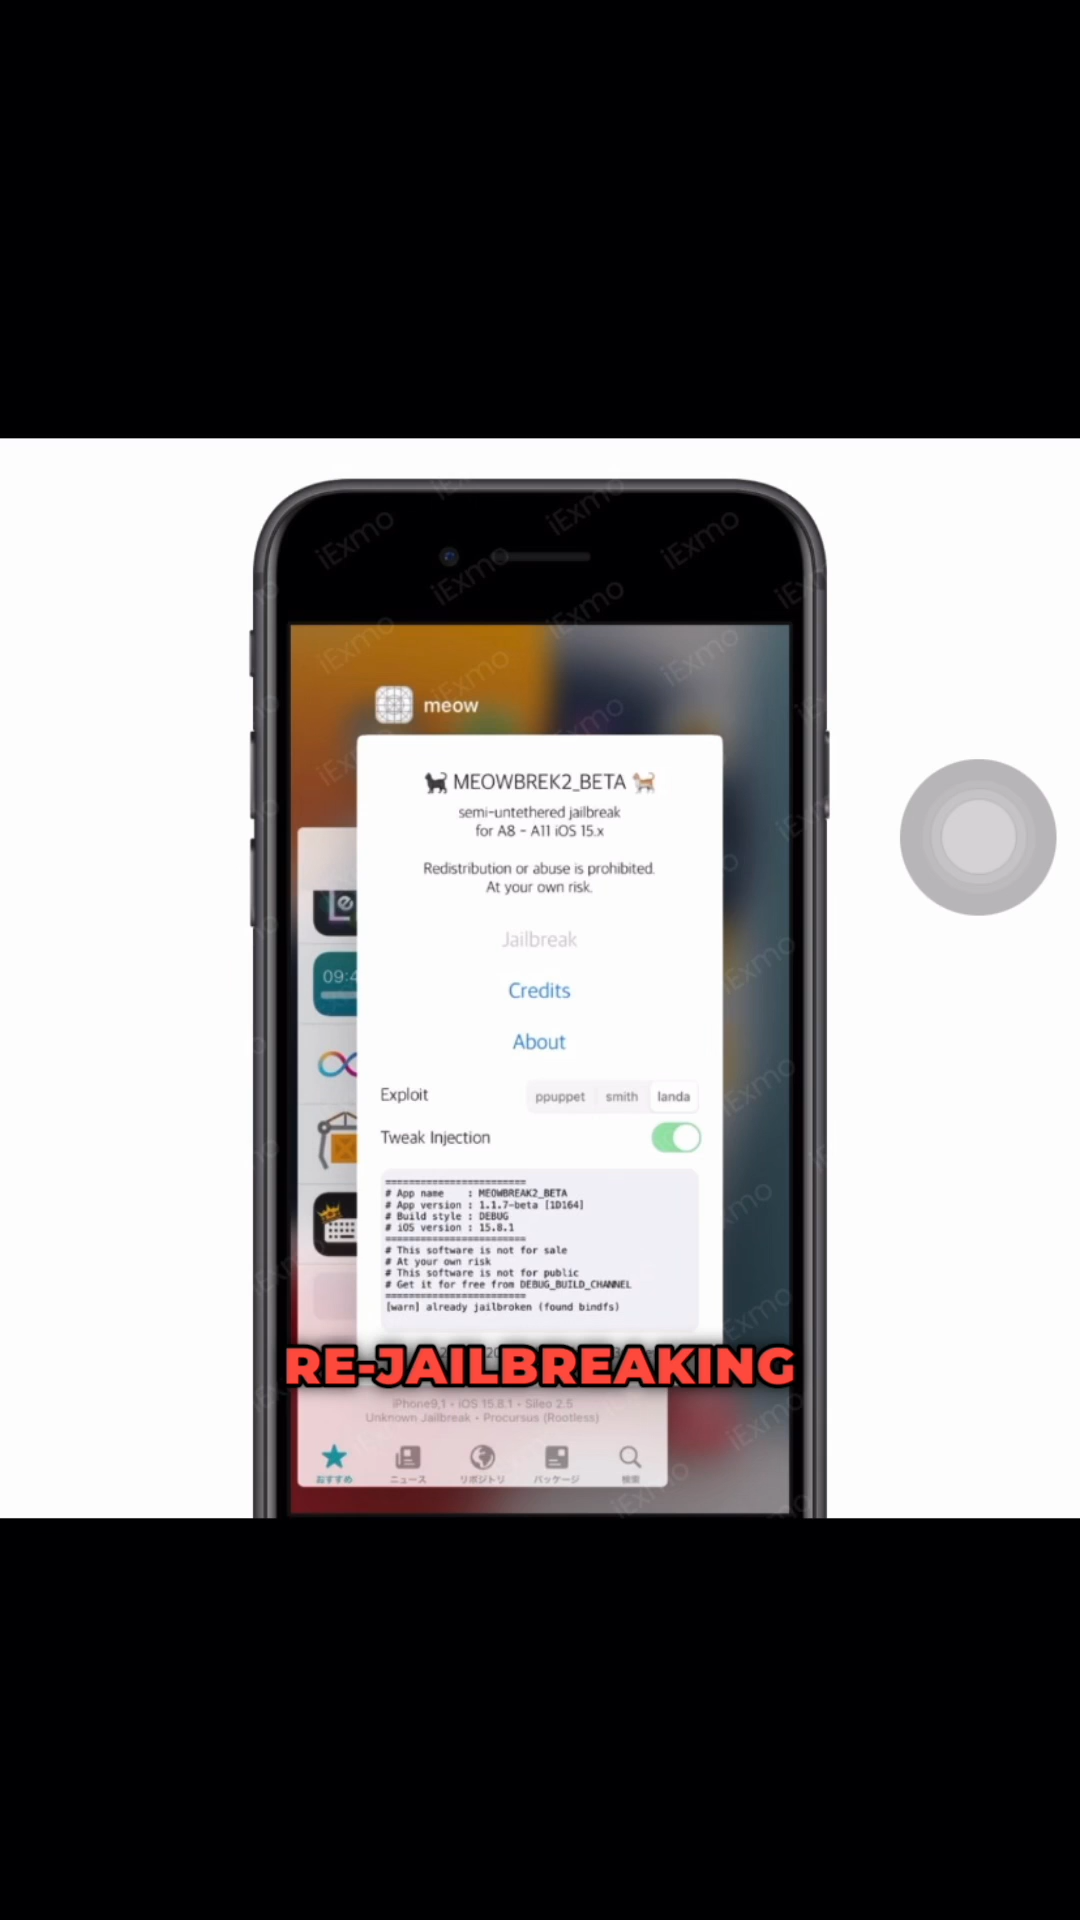 iExmo
meow
MEOWBREK2_BETA
semi-untethered jailbreak
for A8 - A11 iOS 15.x
Redistribution or abuse is prohibited.
At your own risk.
Jailbreak
Credits
About
Exploit ppuppet smith landa
Tweak Injection
09:4
========================
# App name : MEOWBREAK2_BETA
# App version : 1.1.7-beta [1D164]
# Build style : DEBUG
# iOS version : 15.8.1
========================
# This software is not for sale
# At your own risk
# This software is not for public
# Get it for free from DEBUG_BUILD_CHANNEL
========================
[warn] already jailbroken (found bindfs)
RE-JAILBREAKING
iPhone9,1 • iOS 15.8.1 • Sileo 2.5
Unknown Jailbreak • Procursus (Rootless)
おすすめ ニュース リポジトリ パッケージ 検索